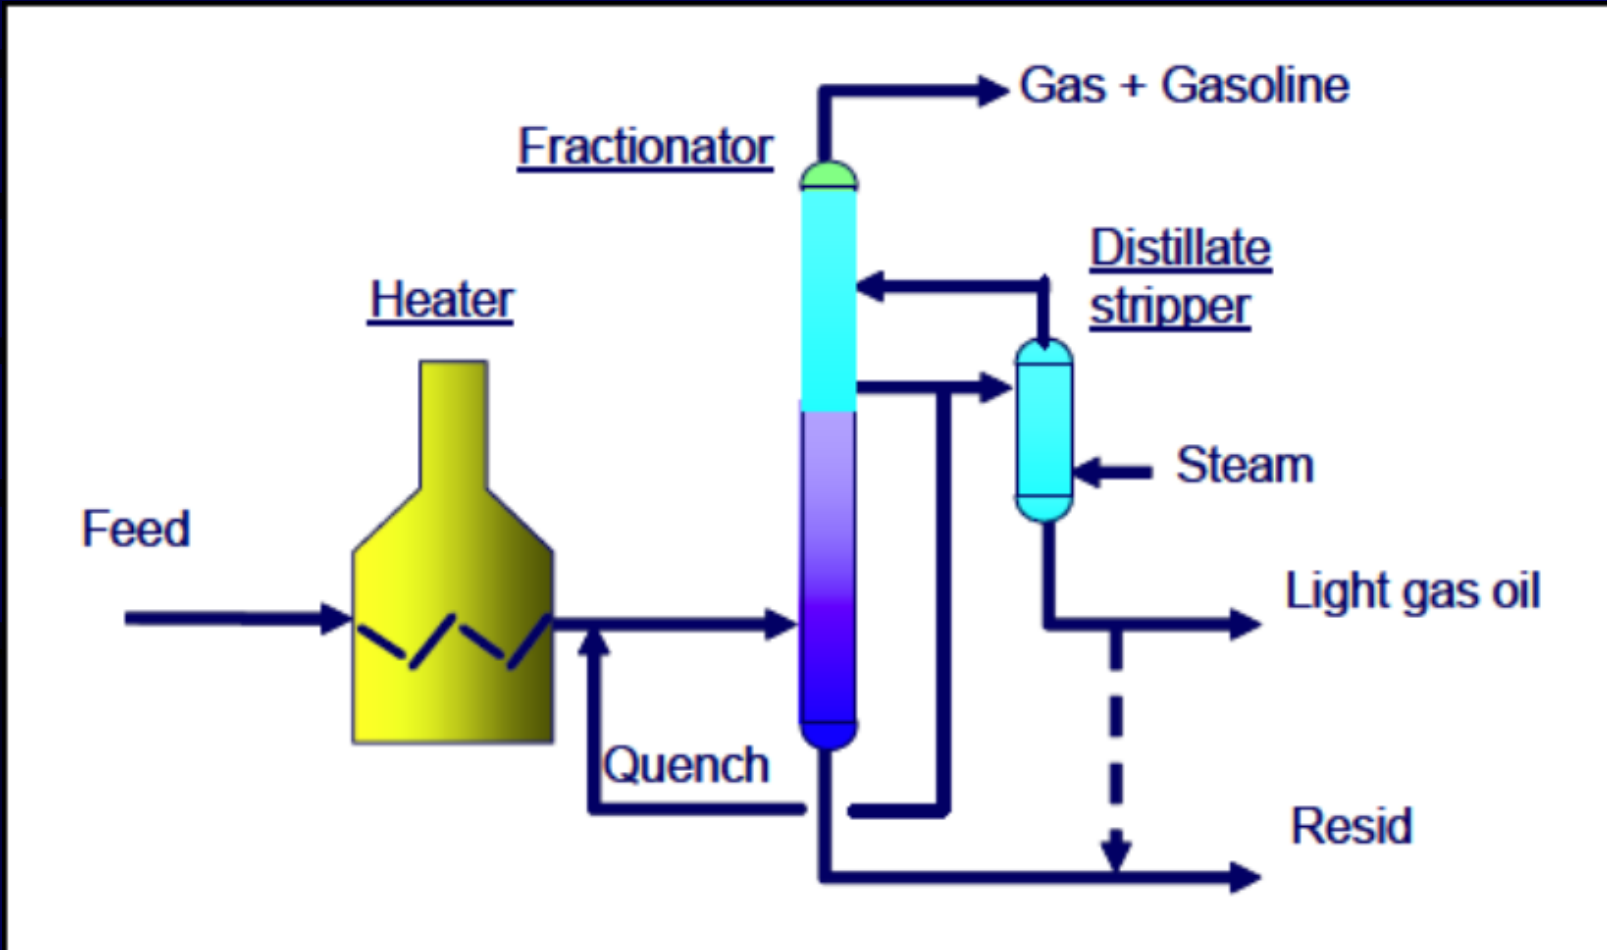 Gas + Gasoline
Fractionator
Distillate
stripper
Heater
Steam
Feed
Light gas oil
Quench
Resid